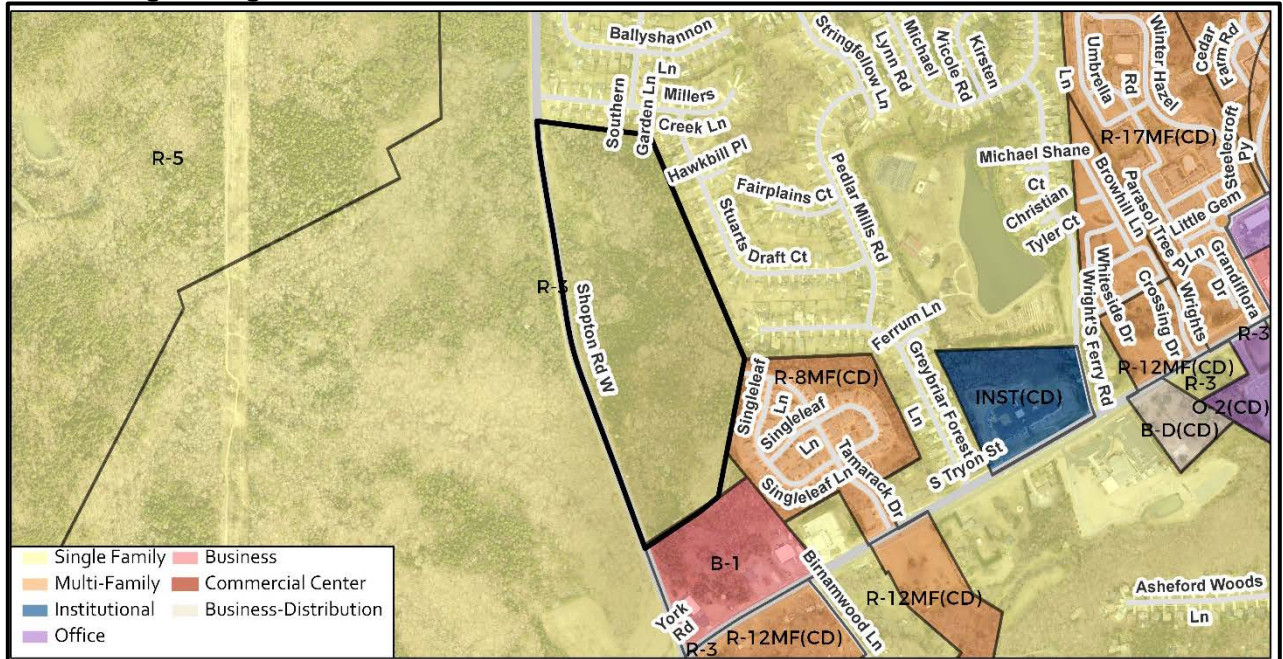 Ballyshannon
Ln
Southern
Garden Ln
Millers
Creek Ln
Hawkbill Pl
Fairplains Ct
Stuarts Draft Ct
Stringfellow Ln
Lynn Rd
Michael
Nicole Rd
Kirsten
Pedlar Mills Rd
Ln
Umbrella
Rd
Winter Hazel
Cedar
Farm Rd
R-17MF(CD)
Steelecroft
Py
Michael Shane
Ct
Christian
Tyler Ct
Brownhill Ln
Parasol Tree Pl
Little Gem
Ln
Grandiflora
Dr
Whiteside Dr
Crossing Dr
Wrights
Wright'S Ferry Rd
R-5
R-3
Shopton Rd W
Ferrum Ln
Greybriar Forest
Ln
R-8MF(CD)
Singleleaf
Ln
Singleleaf
Ln
Singleleaf Ln
Tamarack Dr
S Tryon St
INST(CD)
R-12MF(CD)
R-3
R-3
O-2(CD)
B-D(CD)
B-1
York
Rd
R-3
R-12MF(CD)
Birnamwood Ln
R-12MF(CD)
Asheford Woods
Ln
Single Family
Business
Multi-Family
Commercial Center
Institutional
Business-Distribution
Office